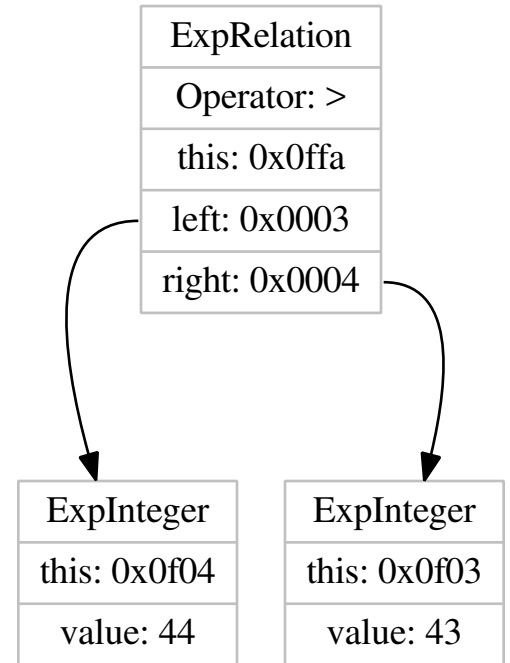 ExpRelation
Operator: >
this: 0x0ffa
left: 0x0003
right: 0x0004
ExpInteger
this: 0x0f04
value: 44
ExpInteger
this: 0x0f03
value: 43